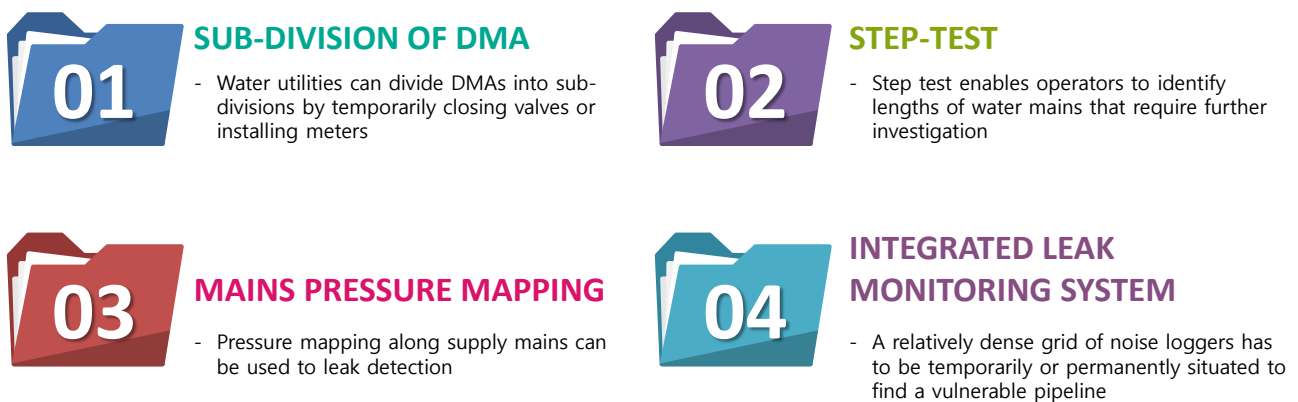 01
SUB-DIVISION OF DMA
- Water utilities can divide DMAs into sub-
divisions by temporarily closing valves or
installing meters
02
STEP-TEST
- Step test enables operators to identify
lengths of water mains that require further
investigation
03
MAINS PRESSURE MAPPING
- Pressure mapping along supply mains can
be used to leak detection
04
INTEGRATED LEAK
MONITORING SYSTEM
- A relatively dense grid of noise loggers has
to be temporarily or permanently situated to
find a vulnerable pipeline